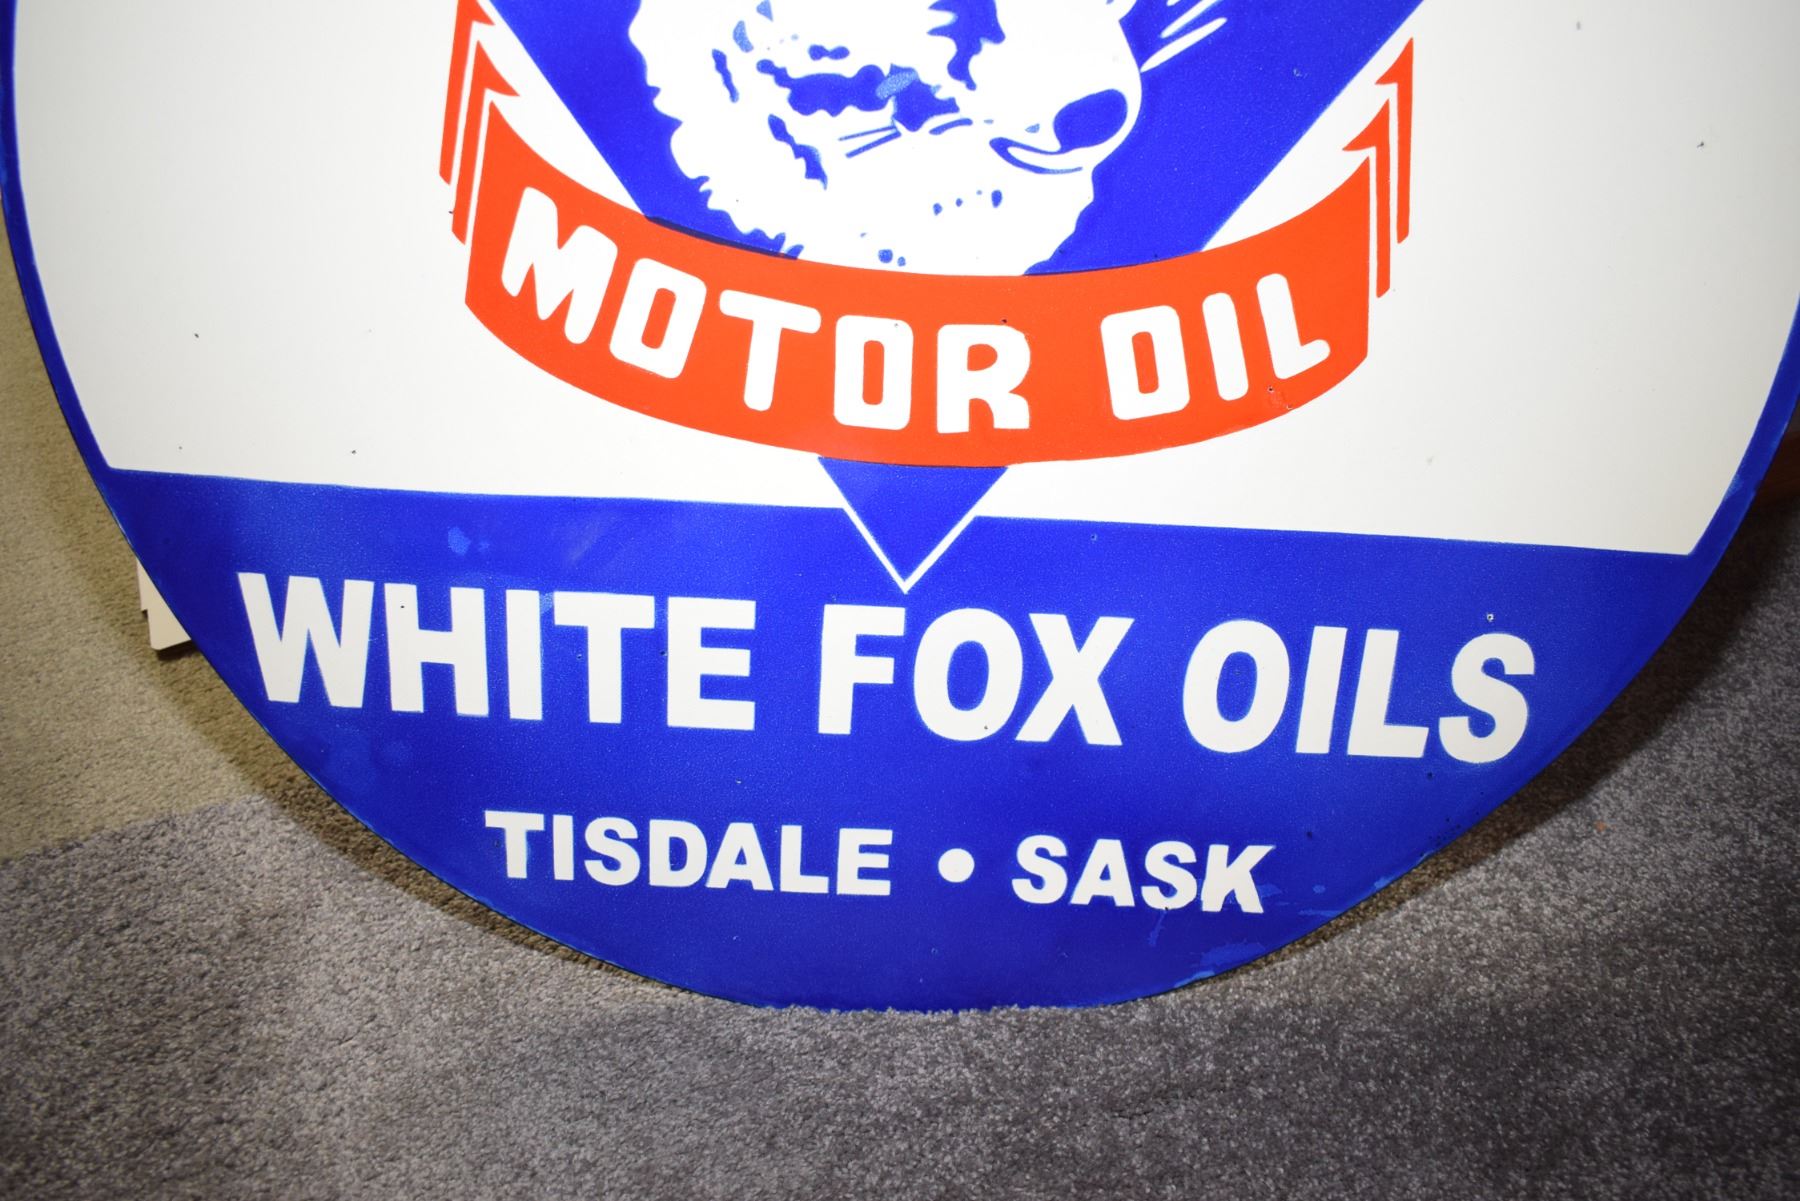 MOTOR OIL
WHITE FOX OILS
TISDALE • SASK